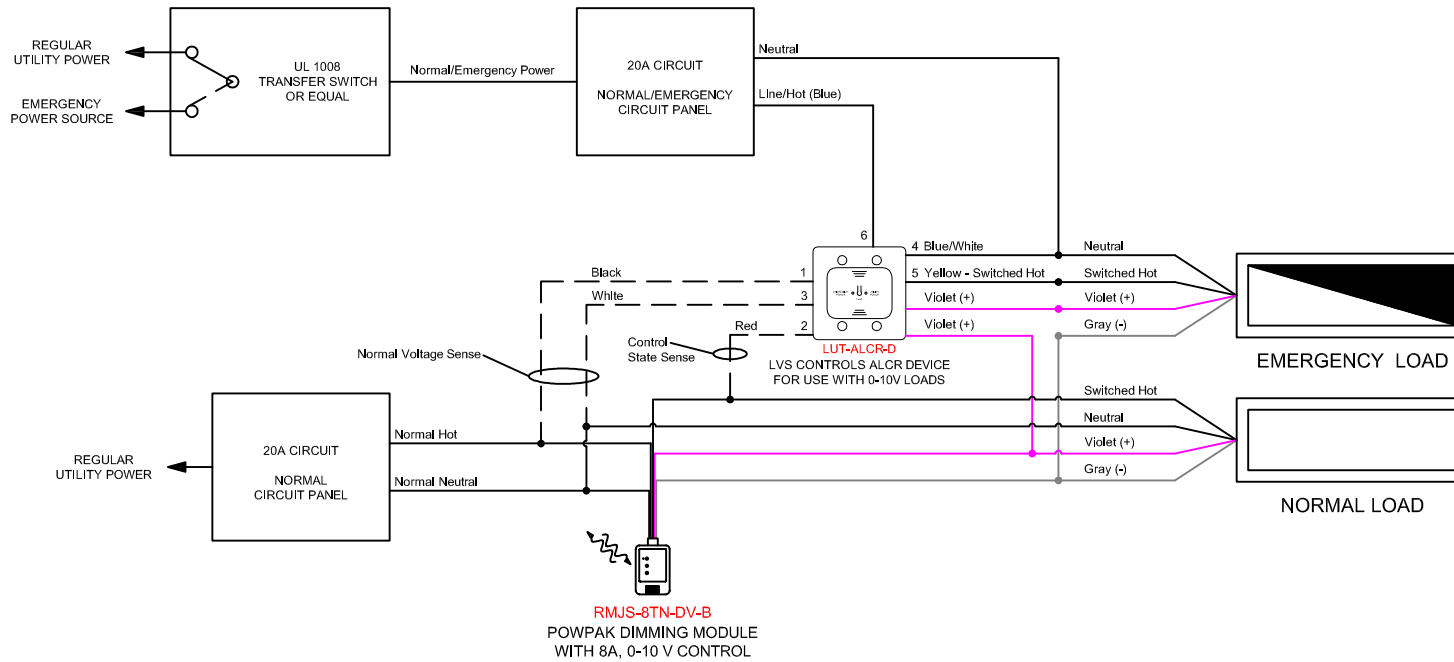 REGULAR
UTILITY POWER
EMERGENCY
POWER SOURCE
UL 1008
TRANSFER SWITCH
OR EQUAL
Normal/Emergency Power
20A CIRCUIT
NORMAL/EMERGENCY
CIRCUIT PANEL
Neutral
Line/Hot (Blue)
6
1
3
2
Black
White
Red
4 Blue/White
5 Yellow - Switched Hot
Violet (+)
Violet (+)
Neutral
Switched Hot
Violet (+)
Gray (-)
EMERGENCY LOAD
Normal Voltage Sense
Control
State Sense
LUT-ALCR-D
LVS CONTROLS ALCR DEVICE
FOR USE WITH 0-10V LOADS
Switched Hot
Neutral
Violet (+)
Gray (-)
NORMAL LOAD
REGULAR
UTILITY POWER
20A CIRCUIT
NORMAL
CIRCUIT PANEL
Normal Hot
Normal Neutral
RMJS-8TN-DV-B
POWPAK DIMMING MODULE
WITH 8A, 0-10 V CONTROL